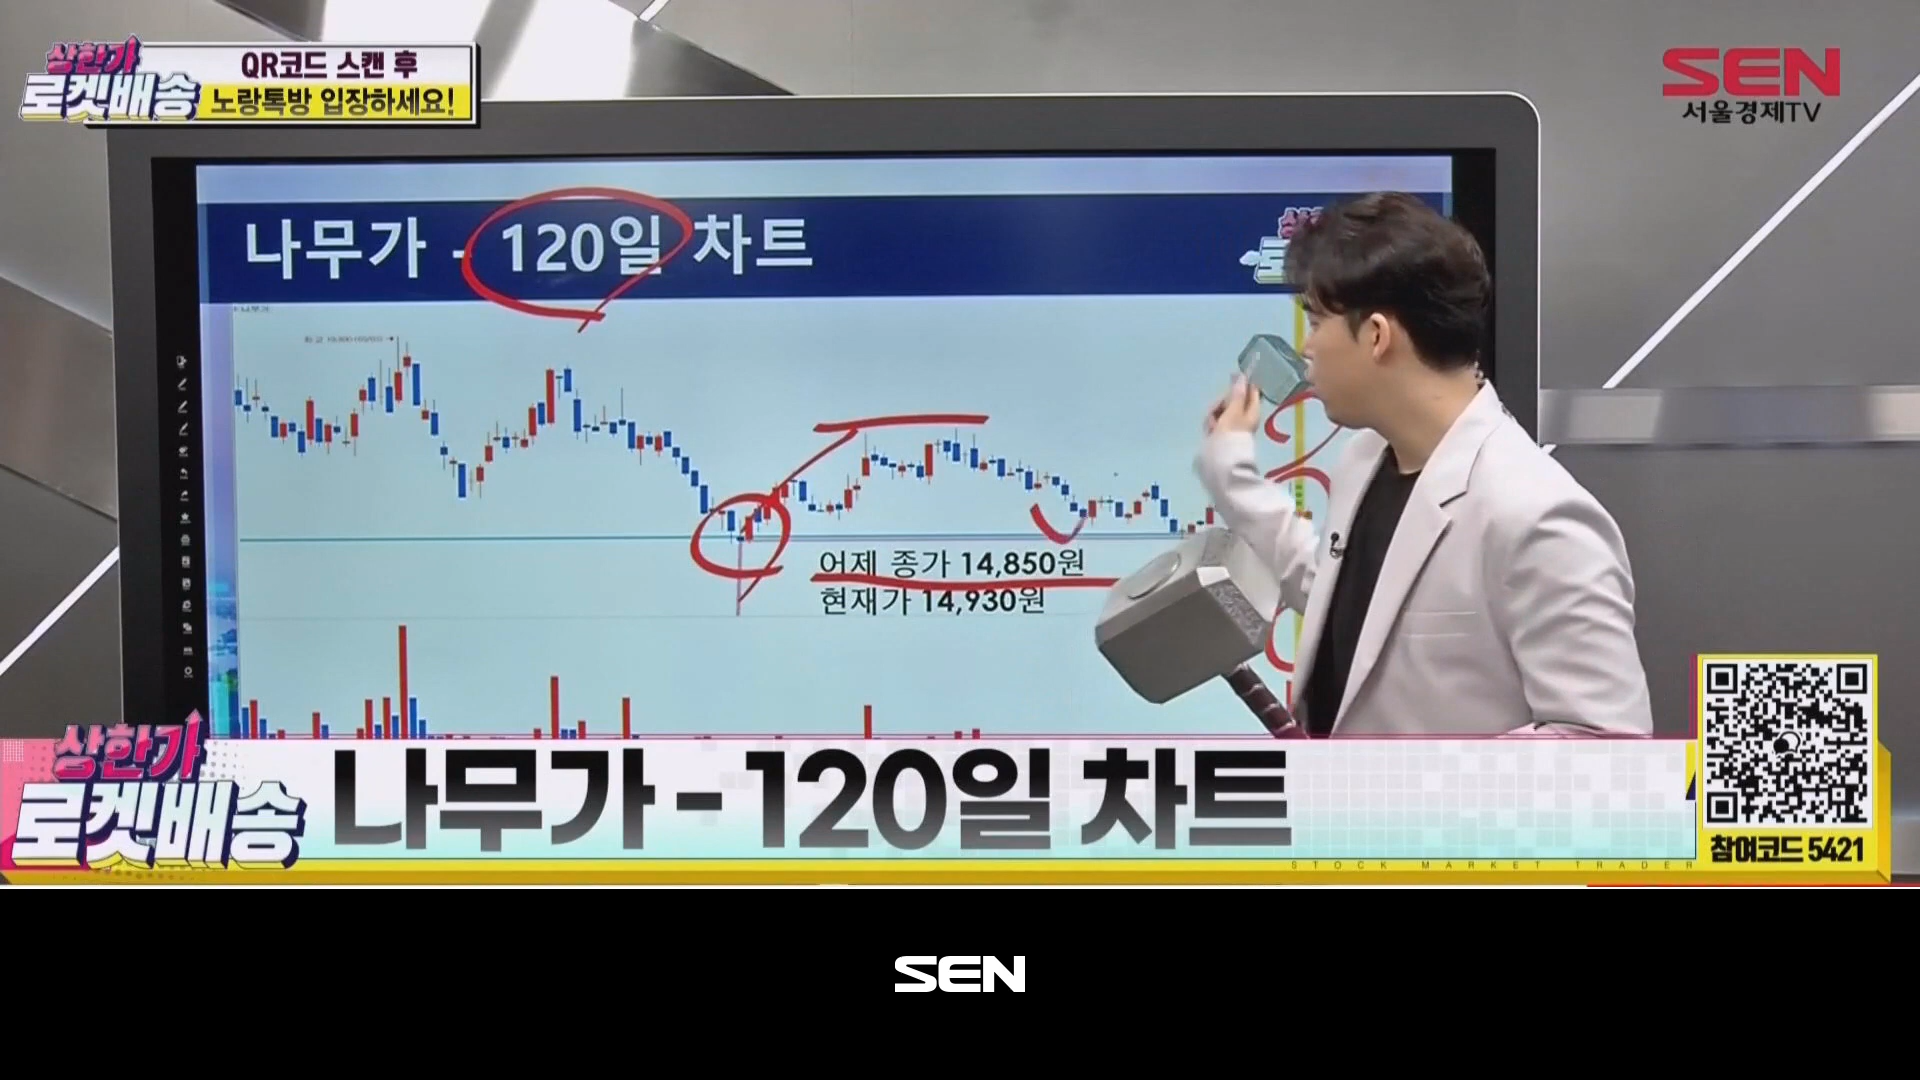 상한가
로켓배송
QR코드 스캔 후
노랑톡방 입장하세요!
SEN
서울경제TV
나무가 - 120일 차트
어제 종가 14,850원
현재가 14,930원
상한가
로켓배송
나무가 - 120일 차트
참여코드 5421
STOCK MARKET TRADER
SEN